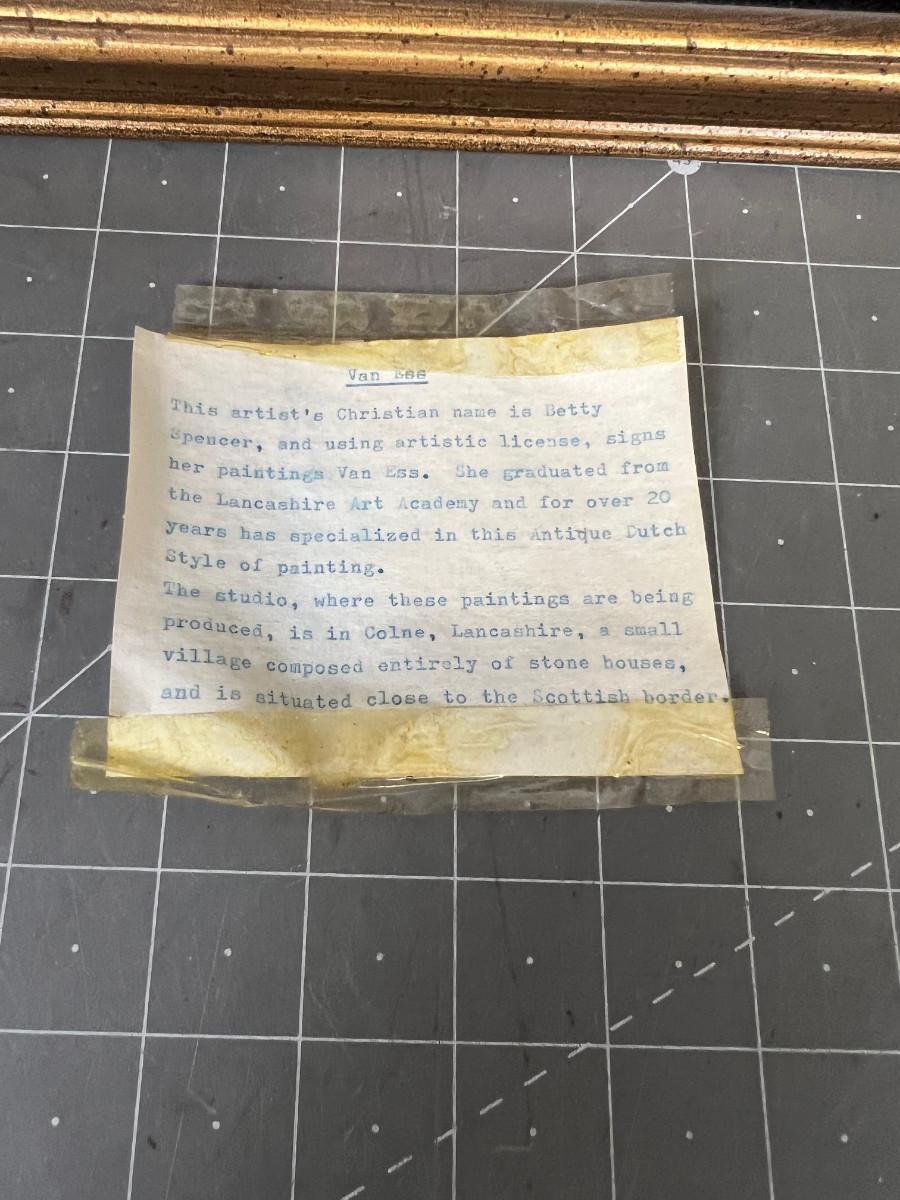 Van Ess
This artist's Christian name is Betty
Spencer, and using artistic license, signs
her paintings Van Ess. She graduated from
the Lancashire Art Academy and for over 20
years has specialized in this Antique Dutch
Style of painting.
The studio, where these paintings are being
produced, is in Colne, Lancashire, a small
village composed entirely of stone houses,
and is situated close to the Scottish border.